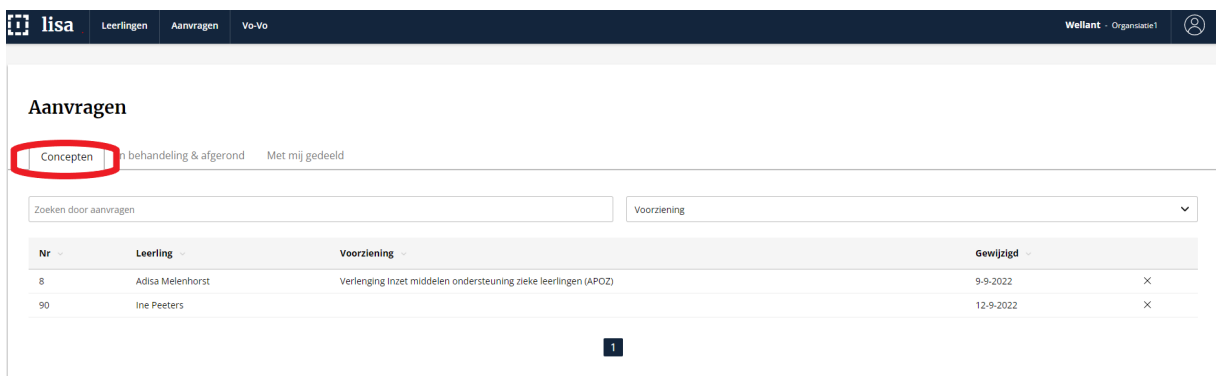 lisa Leerlingen Aanvragen Vo-Vo Wellant - Organsiatie1
Aanvragen
Concepten n behandeling & afgerond Met mij gedeeld
Zoeken door aanvragen Voorziening
Nr Leerling Voorziening Gewijzigd
8 Adisa Melenhorst Verlenging Inzet middelen ondersteuning zieke leerlingen (APOZ) 9-9-2022
90 Ine Peeters 12-9-2022
1